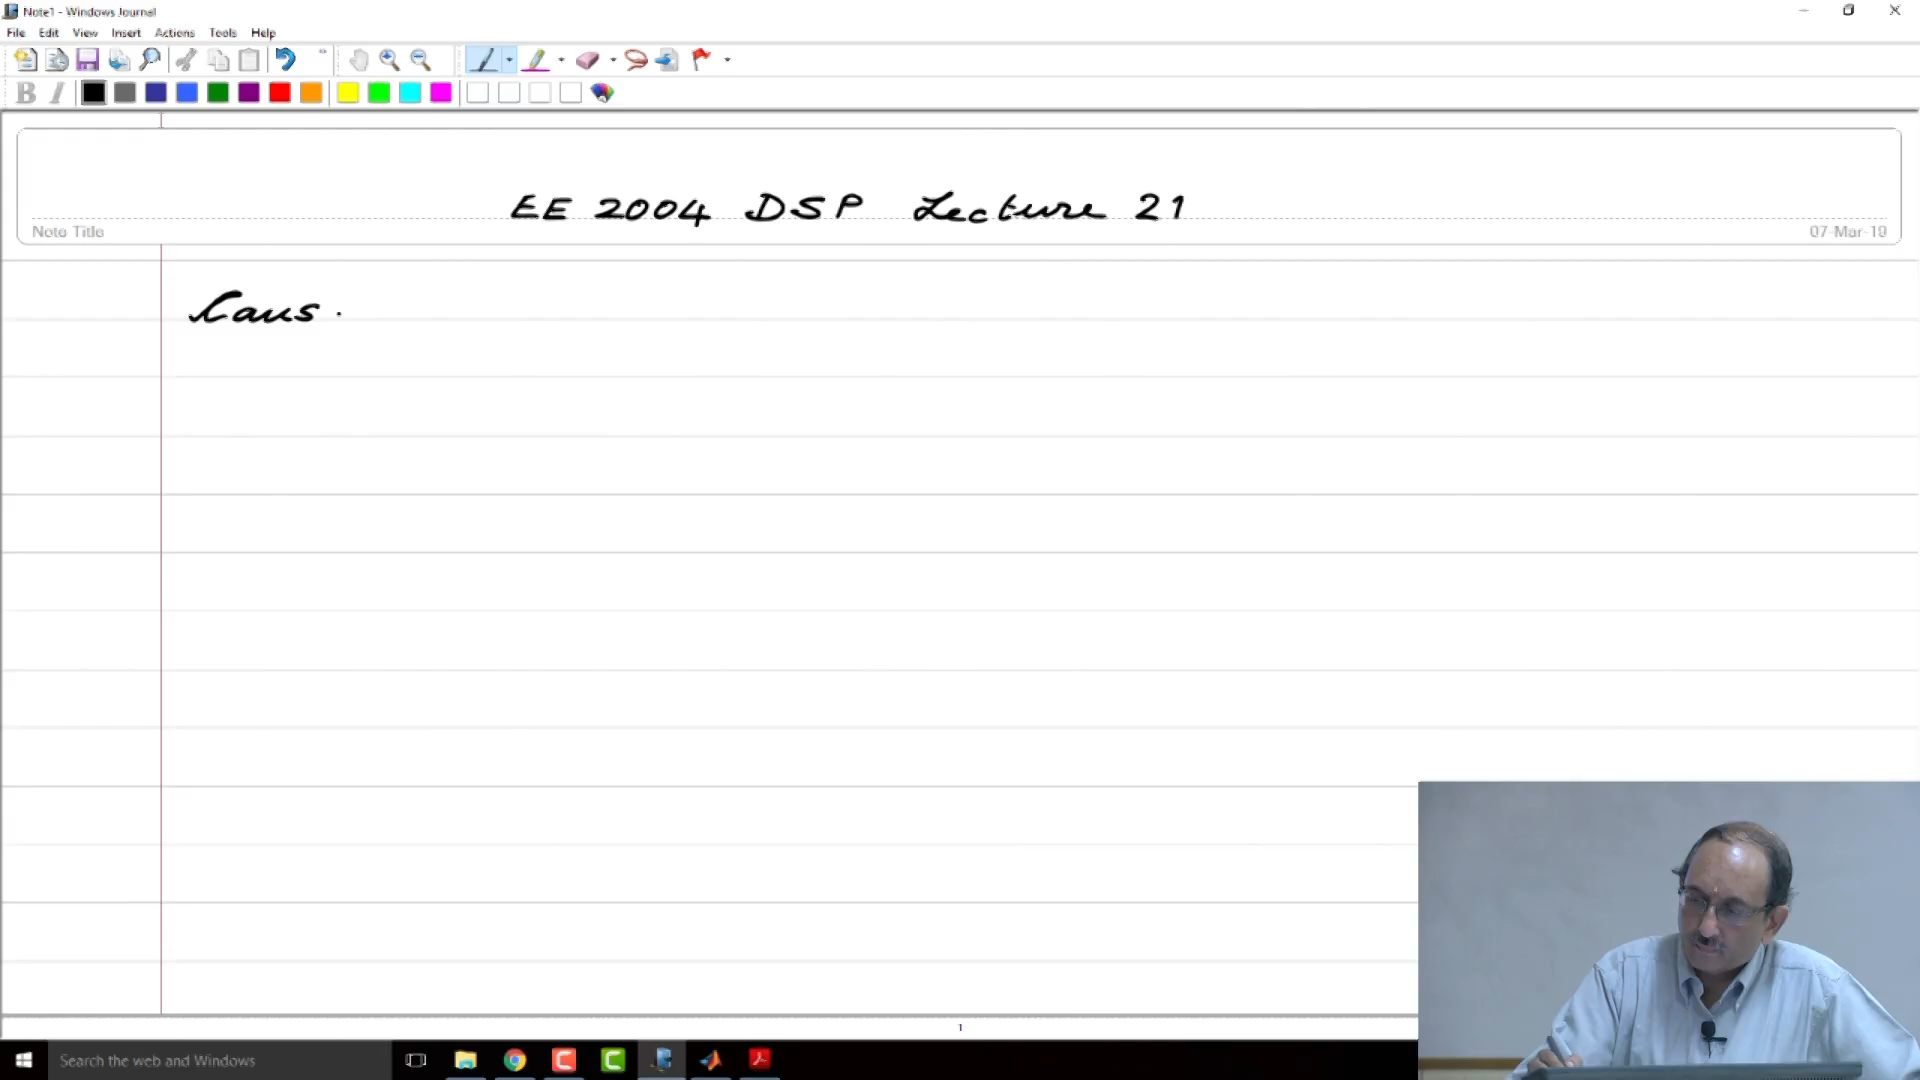 Note1 - Windows Journal
File Edit View Insert Actions Tools Help
B I
EE 2004 DSP Lecture 21
Note Title
07-Mar-19
Caus
1
Search the web and Windows